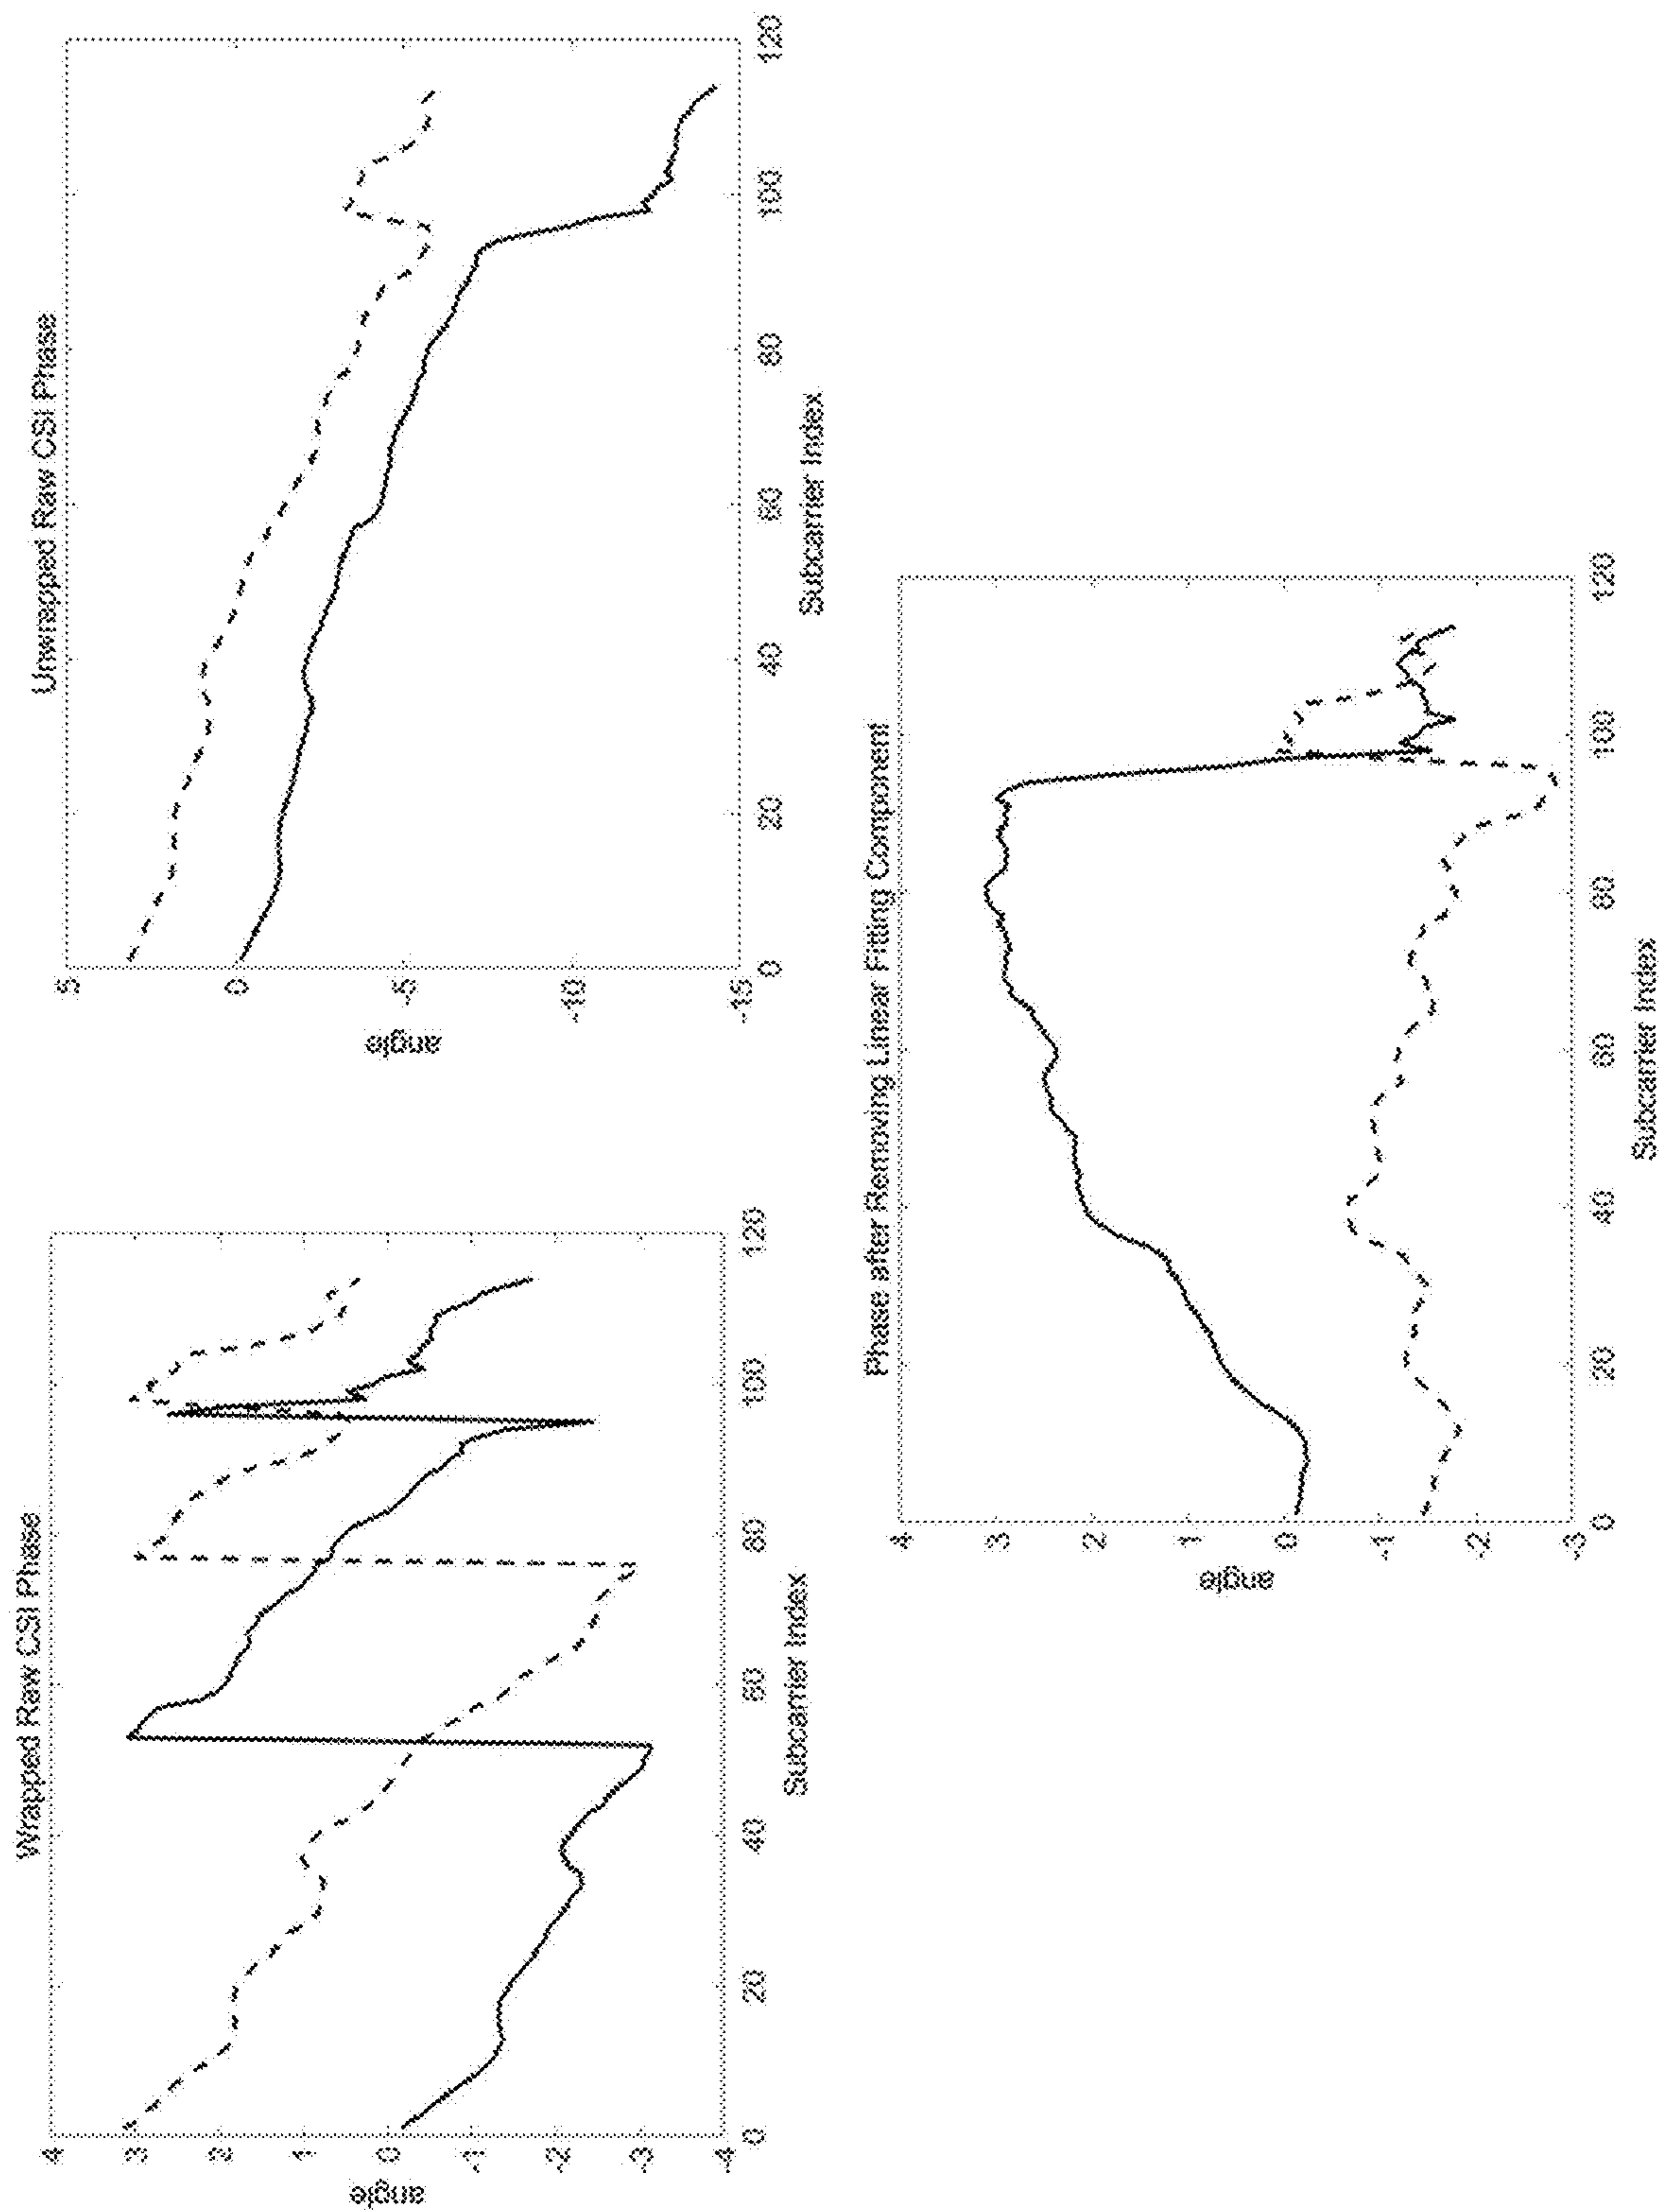 Wrapped Raw CSI Phase
4
3
2
1
0
-1
-2
-3
-4
angle
0 20 40 60 80 100 120
Subcarrier Index
Unwrapped Raw CSI Phase
5
0
-5
-10
-15
angle
0 20 40 60 80 100 120
Subcarrier Index
Phase after Removing Linear Fitting Component
4
3
2
1
0
-1
-2
-3
angle
0 20 40 60 80 100 120
Subcarrier Index